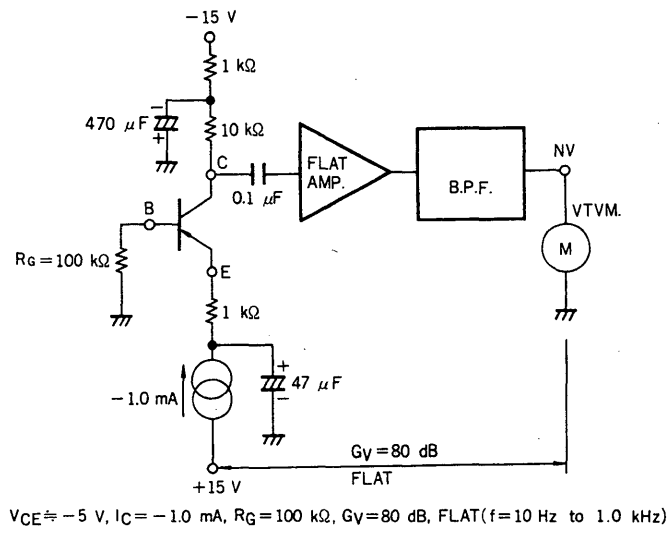 −15 V
1 kΩ
−
470 μF
+
10 kΩ
C
0.1 μF
FLAT
AMP.
B.P.F.
NV
VTVM.
M
B
RG=100 kΩ
E
1 kΩ
+
47 μF
−
−1.0 mA
+15 V
GV=80 dB
FLAT
VCE≒−5 V, IC=−1.0 mA, RG=100 kΩ, GV=80 dB, FLAT(f=10 Hz to 1.0 kHz)